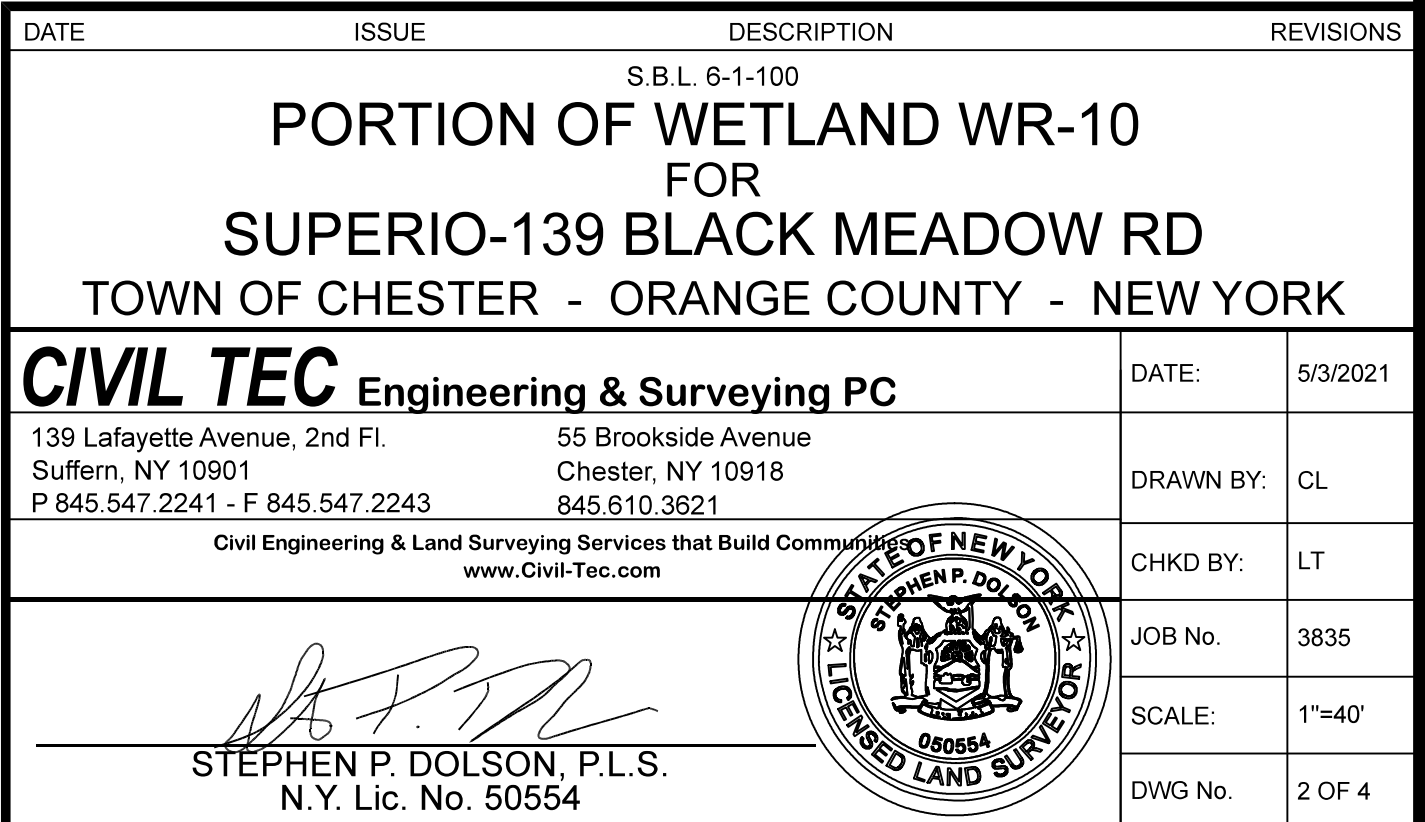 DATE ISSUE DESCRIPTION REVISIONS
S.B.L. 6-1-100
PORTION OF WETLAND WR-10
FOR
SUPERIO-139 BLACK MEADOW RD
TOWN OF CHESTER - ORANGE COUNTY - NEW YORK
CIVIL TEC Engineering & Surveying PC
139 Lafayette Avenue, 2nd Fl.
Suffern, NY 10901
P 845.547.2241 - F 845.547.2243
55 Brookside Avenue
Chester, NY 10918
845.610.3621
Civil Engineering & Land Surveying Services that Build Communities
www.Civil-Tec.com
STEPHEN P. DOLSON, P.L.S.
N.Y. Lic. No. 50554
STATE OF NEW YORK
STEPHEN P. DOLSON
050554
LICENSED LAND SURVEYOR
DATE: 5/3/2021
DRAWN BY: CL
CHKD BY: LT
JOB No. 3835
SCALE: 1"=40'
DWG No. 2 OF 4